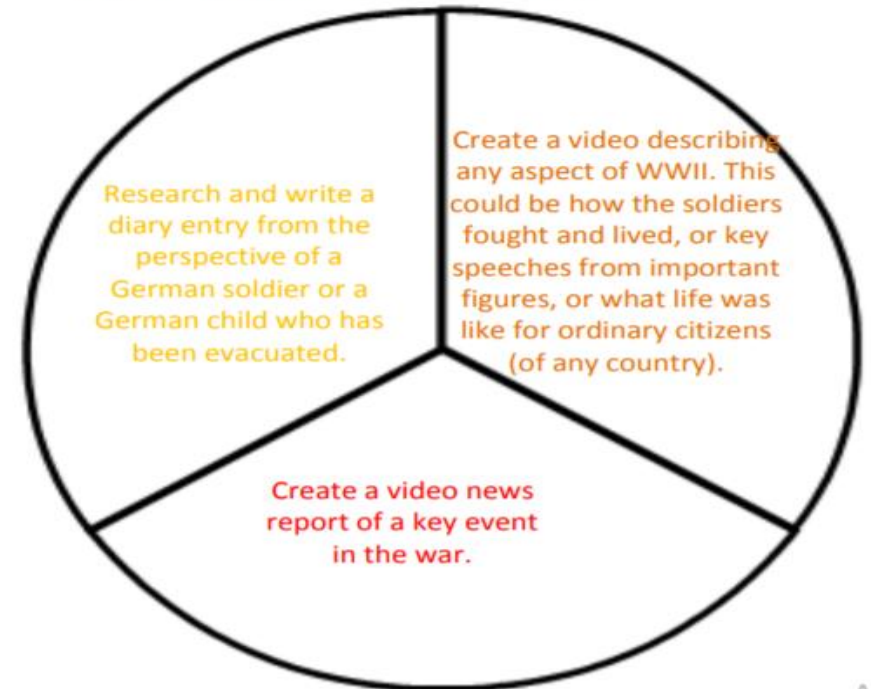 Research and write a
diary entry from the
perspective of a
German soldier or a
German child who has
been evacuated.
Create a video describing
any aspect of WWII. This
could be how the soldiers
fought and lived, or key
speeches from important
figures, or what life was
like for ordinary citizens
(of any country).
Create a video news
report of a key event
in the war.